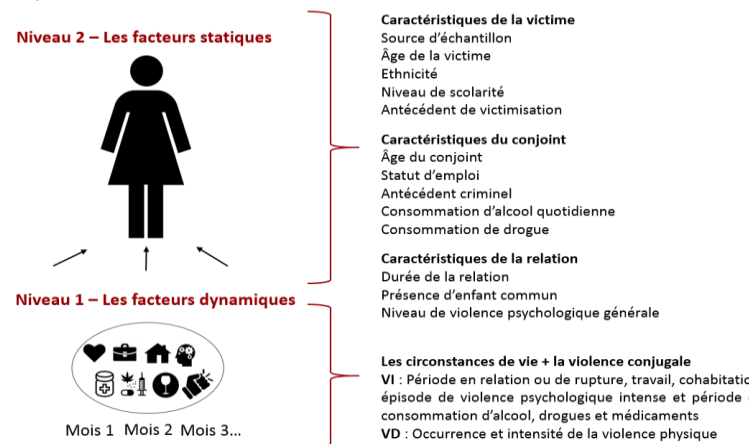 Niveau 2 – Les facteurs statiques
Caractéristiques de la victime
Source d'échantillon
Âge de la victime
Ethnicité
Niveau de scolarité
Antécédent de victimisation
Caractéristiques du conjoint
Âge du conjoint
Statut d'emploi
Antécédent criminel
Consommation d'alcool quotidienne
Consommation de drogue
Caractéristiques de la relation
Durée de la relation
Présence d'enfant commun
Niveau de violence psychologique générale
Niveau 1 – Les facteurs dynamiques
Mois 1 Mois 2 Mois 3...
Les circonstances de vie + la violence conjugale
VI : Période en relation ou de rupture, travail,
épisode de violence psychologique intense et période
consommation d'alcool, drogues et médicaments
VD : Occurrence et intensité de la violence physique